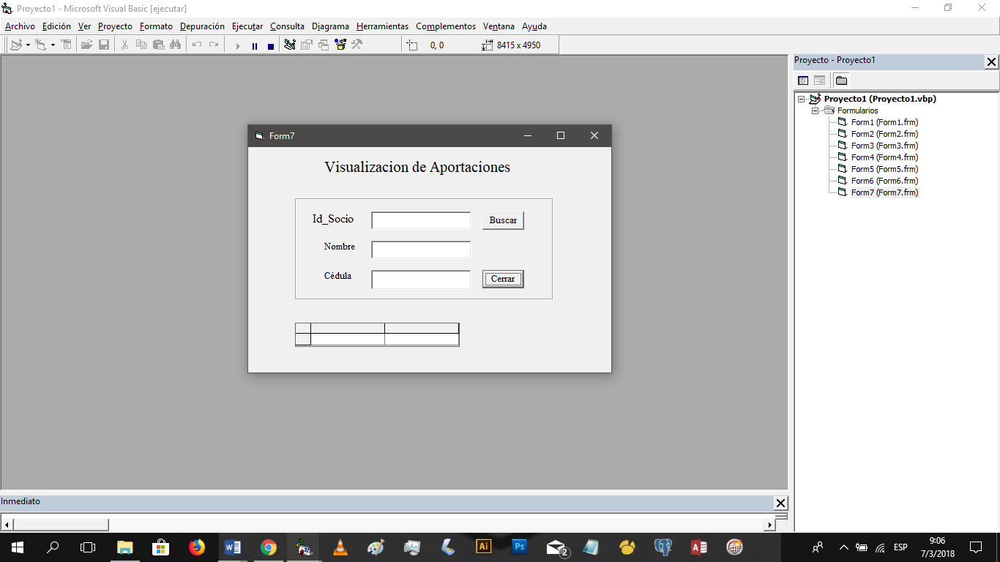 Proyecto1 - Microsoft Visual Basic [ejecutar]
Archivo Edición Ver Proyecto Formato Depuración Ejecutar Consulta Diagrama Herramientas Complementos Ventana Ayuda
0, 0 8415 x 4950
Proyecto - Proyecto1
Proyecto1 (Proyecto1.vbp)
Formularios
Form1 (Form1.frm)
Form2 (Form2.frm)
Form3 (Form3.frm)
Form4 (Form4.frm)
Form5 (Form5.frm)
Form6 (Form6.frm)
Form7 (Form7.frm)
Form7
Visualizacion de Aportaciones
Id_Socio Buscar
Nombre
Cédula Cerrar
Inmediato
Ai Ps 2 ESP 9:06
7/3/2018